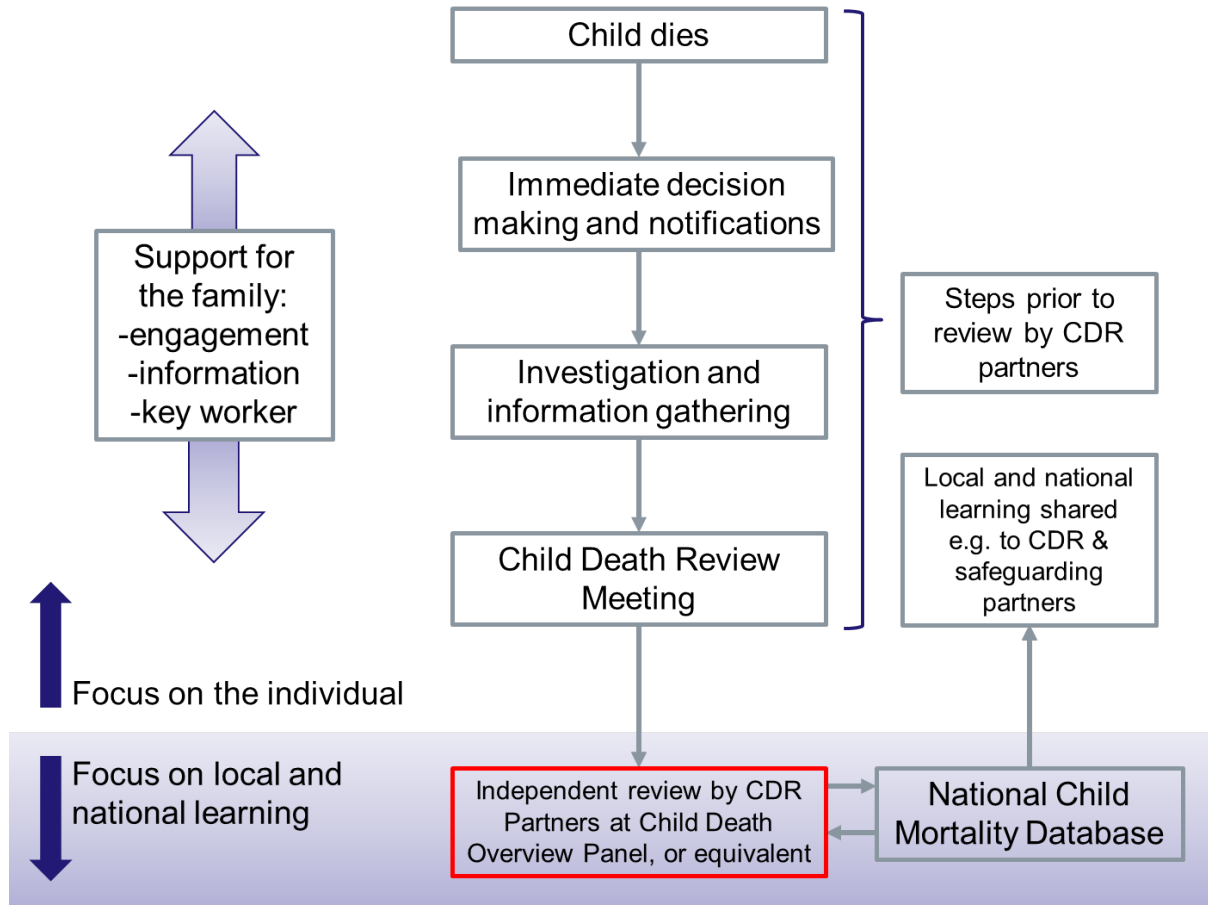 Child dies
Immediate decision
making and notifications
Support for
the family:
-engagement
-information
-key worker
Steps prior to
review by CDR
partners
Investigation and
information gathering
Local and national
learning shared
e.g. to CDR &
safeguarding
partners
Child Death Review
Meeting
Focus on the individual
Focus on local and
national learning
Independent review by CDR
Partners at Child Death
Overview Panel, or equivalent
National Child
Mortality Database